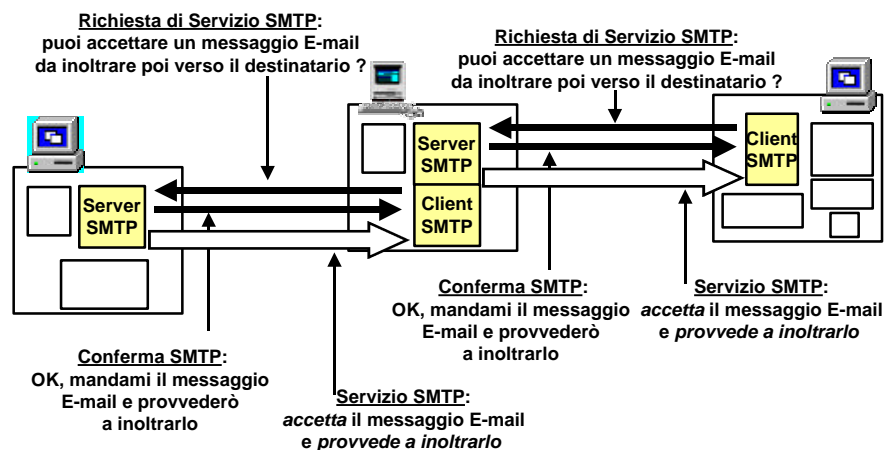 Richiesta di Servizio SMTP:
puoi accettare un messaggio E-mail
da inoltrare poi verso il destinatario ?
Richiesta di Servizio SMTP:
puoi accettare un messaggio E-mail
da inoltrare poi verso il destinatario ?
Server
SMTP
Client
SMTP
Server
SMTP
Client
SMTP
Conferma SMTP:
OK, mandami il messaggio
E-mail e provvederò
a inoltrarlo
Servizio SMTP:
accetta il messaggio E-mail
e provvede a inoltrarlo
Conferma SMTP:
OK, mandami il messaggio
E-mail e provvederò
a inoltrarlo
Servizio SMTP:
accetta il messaggio E-mail
e provvede a inoltrarlo